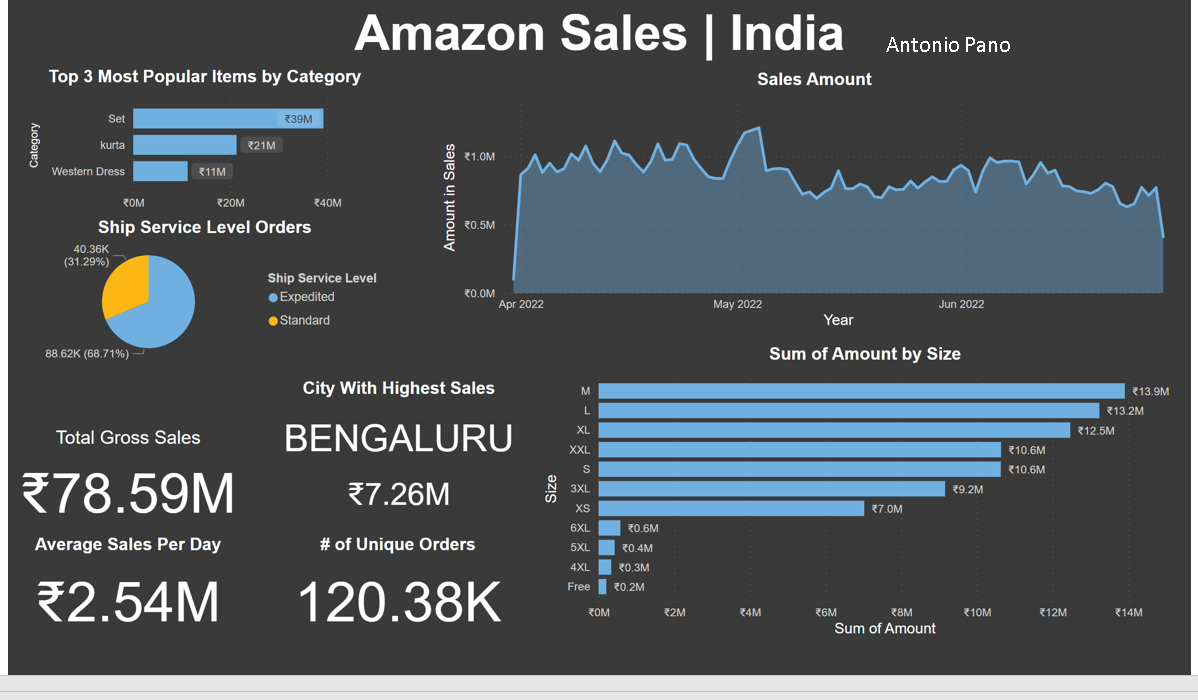 Amazon Sales | India
Antonio Pano
Top 3 Most Popular Items by Category
Category
Set
₹39M
kurta
₹21M
Western Dress
₹11M
₹0M
₹20M
₹40M
Ship Service Level Orders
40.36K
(31.29%)
88.62K (68.71%)
Ship Service Level
Expedited
Standard
Sales Amount
Amount in Sales
₹1.0M
₹0.5M
₹0.0M
Apr 2022
May 2022
Jun 2022
Year
Total Gross Sales
₹78.59M
City With Highest Sales
BENGALURU
₹7.26M
Average Sales Per Day
₹2.54M
# of Unique Orders
120.38K
Sum of Amount by Size
Size
M
₹13.9M
L
₹13.2M
XL
₹12.5M
XXL
₹10.6M
S
₹10.6M
3XL
₹9.2M
XS
₹7.0M
6XL
₹0.6M
5XL
₹0.4M
4XL
₹0.3M
Free
₹0.2M
₹0M
₹2M
₹4M
₹6M
₹8M
₹10M
₹12M
₹14M
Sum of Amount